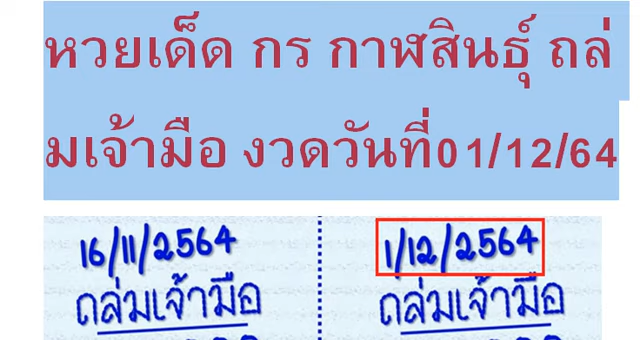 หวยเด็ด กร กาฬสินธุ์ ถล่
มเจ้ามือ งวดวันที่01/12/64
16/11/2564
1/12/2564
ถล่มเจ้ามือ
ถล่มเจ้ามือ